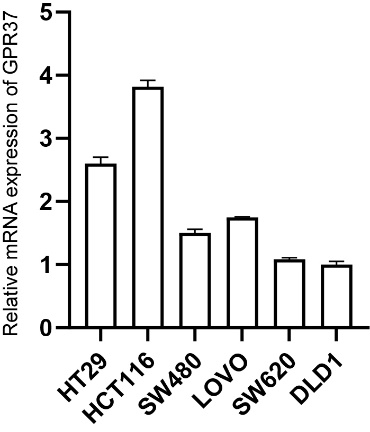 Relative mRNA expression of GPR37
5
4
3
2
1
0
HT29
HCT116
SW480
LOVO
SW620
DLD1